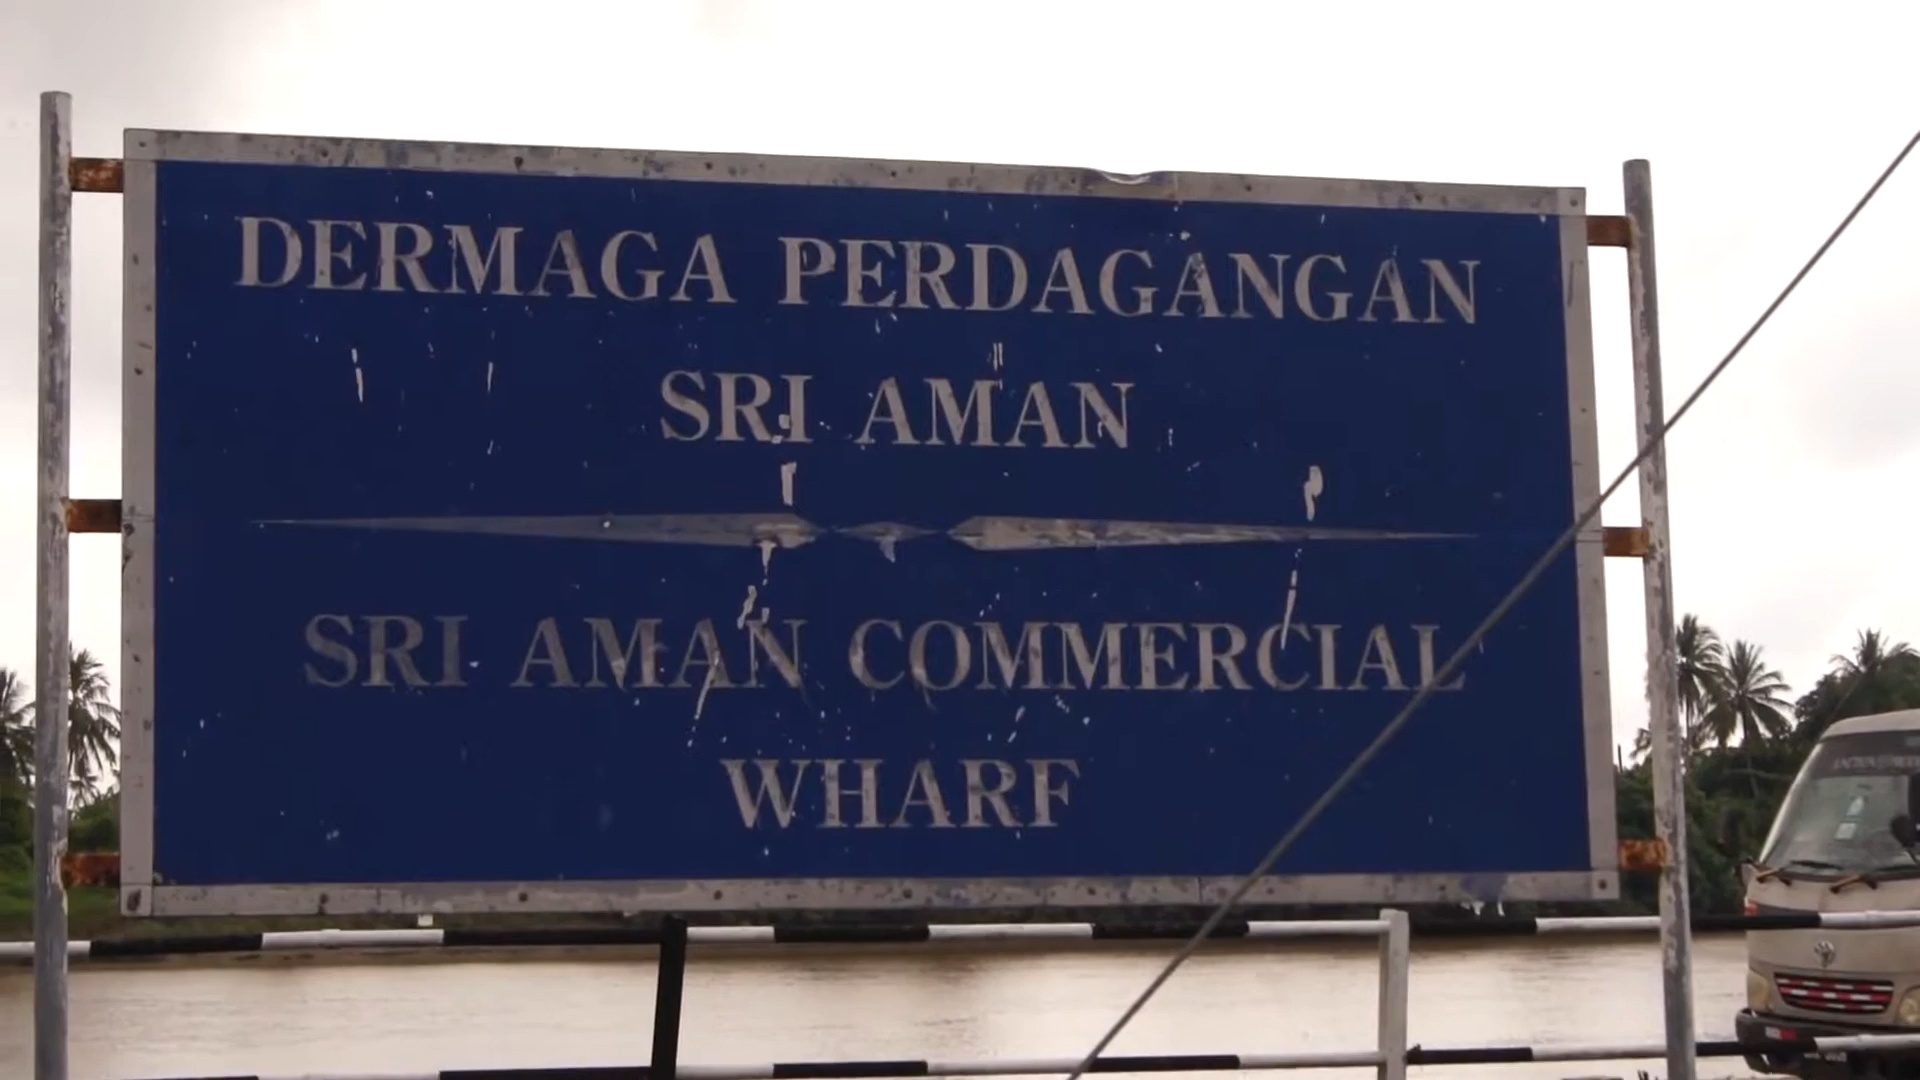 DERMAGA PERDAGANGAN
SRI AMAN
SRI AMAN COMMERCIAL
WHARF